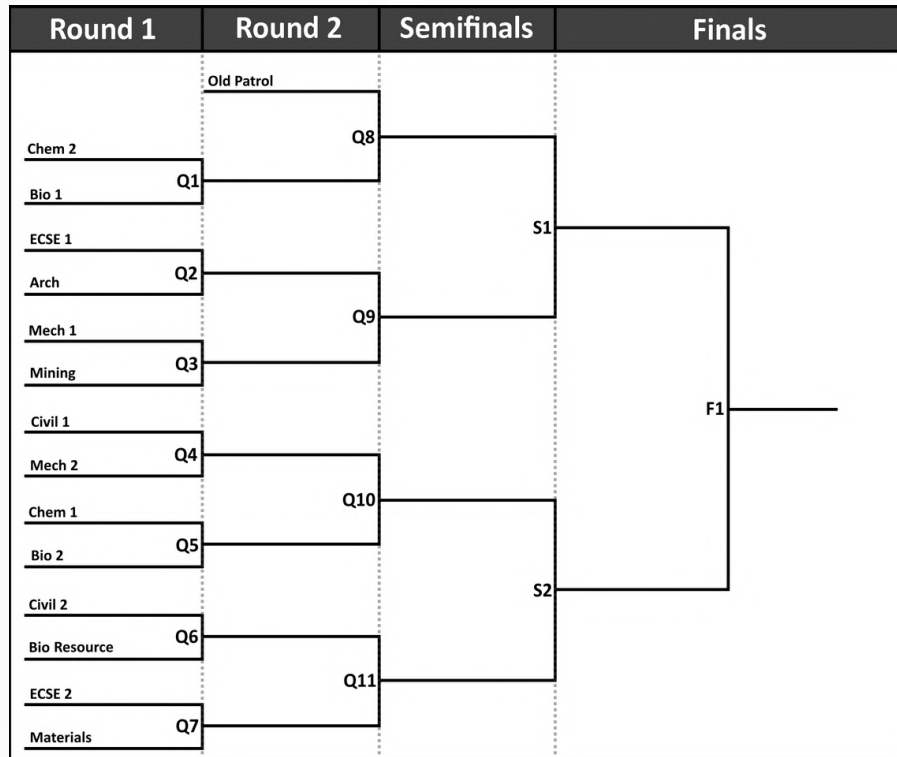 Round 1 Round 2 Semifinals Finals
Old Patrol
Q8
Chem 2
Q1
Bio 1
S1
ECSE 1
Q2
Arch
Q9
Mech 1
Q3
Mining
F1
Civil 1
Q4
Mech 2
Q10
Chem 1
Q5
Bio 2
S2
Civil 2
Q6
Bio Resource
Q11
ECSE 2
Q7
Materials